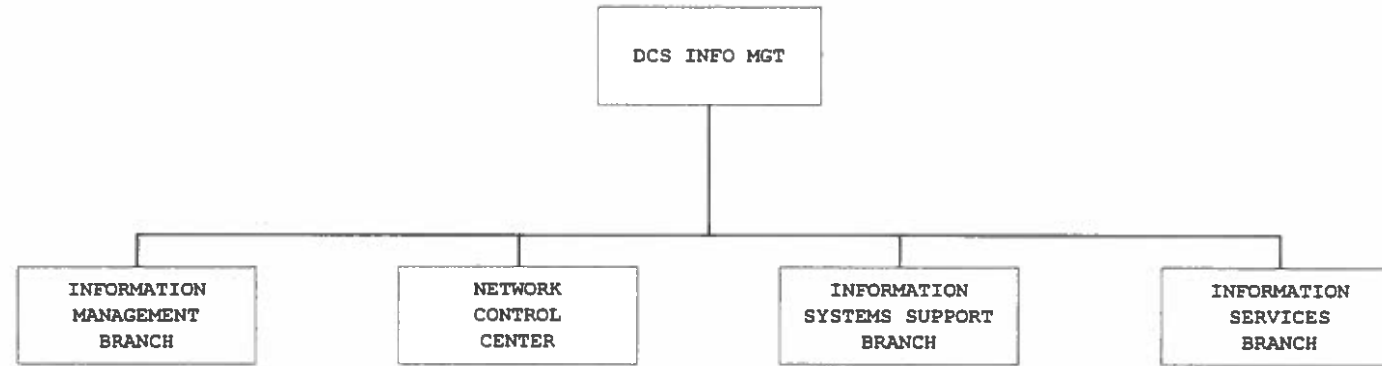 DCS INFO MGT
INFORMATION
MANAGEMENT
BRANCH
NETWORK
CONTROL
CENTER
INFORMATION
SYSTEMS SUPPORT
BRANCH
INFORMATION
SERVICES
BRANCH